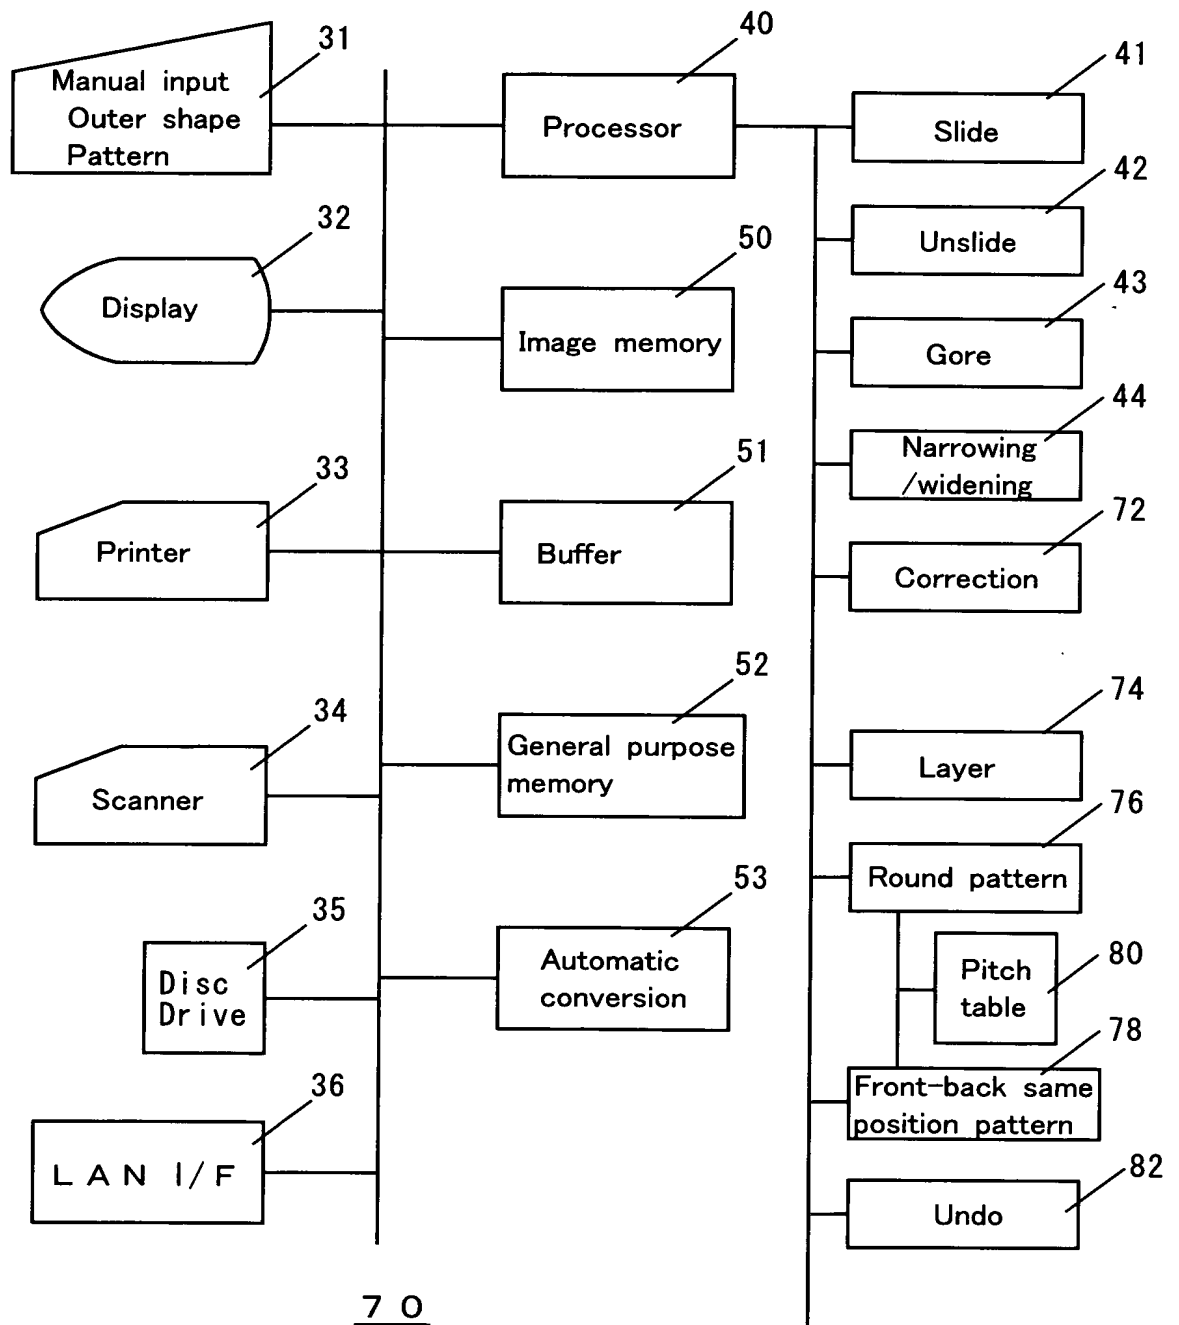 31
Manual input
Outer shape
Pattern
32
Display
33
Printer
34
Scanner
35
Disc
Drive
36
LAN I/F
40
Processor
50
Image memory
51
Buffer
52
General purpose
memory
53
Automatic
conversion
41
Slide
42
Unslide
43
Gore
44
Narrowing
/widening
72
Correction
74
Layer
76
Round pattern
80
Pitch
table
78
Front-back same
position pattern
82
Undo
70